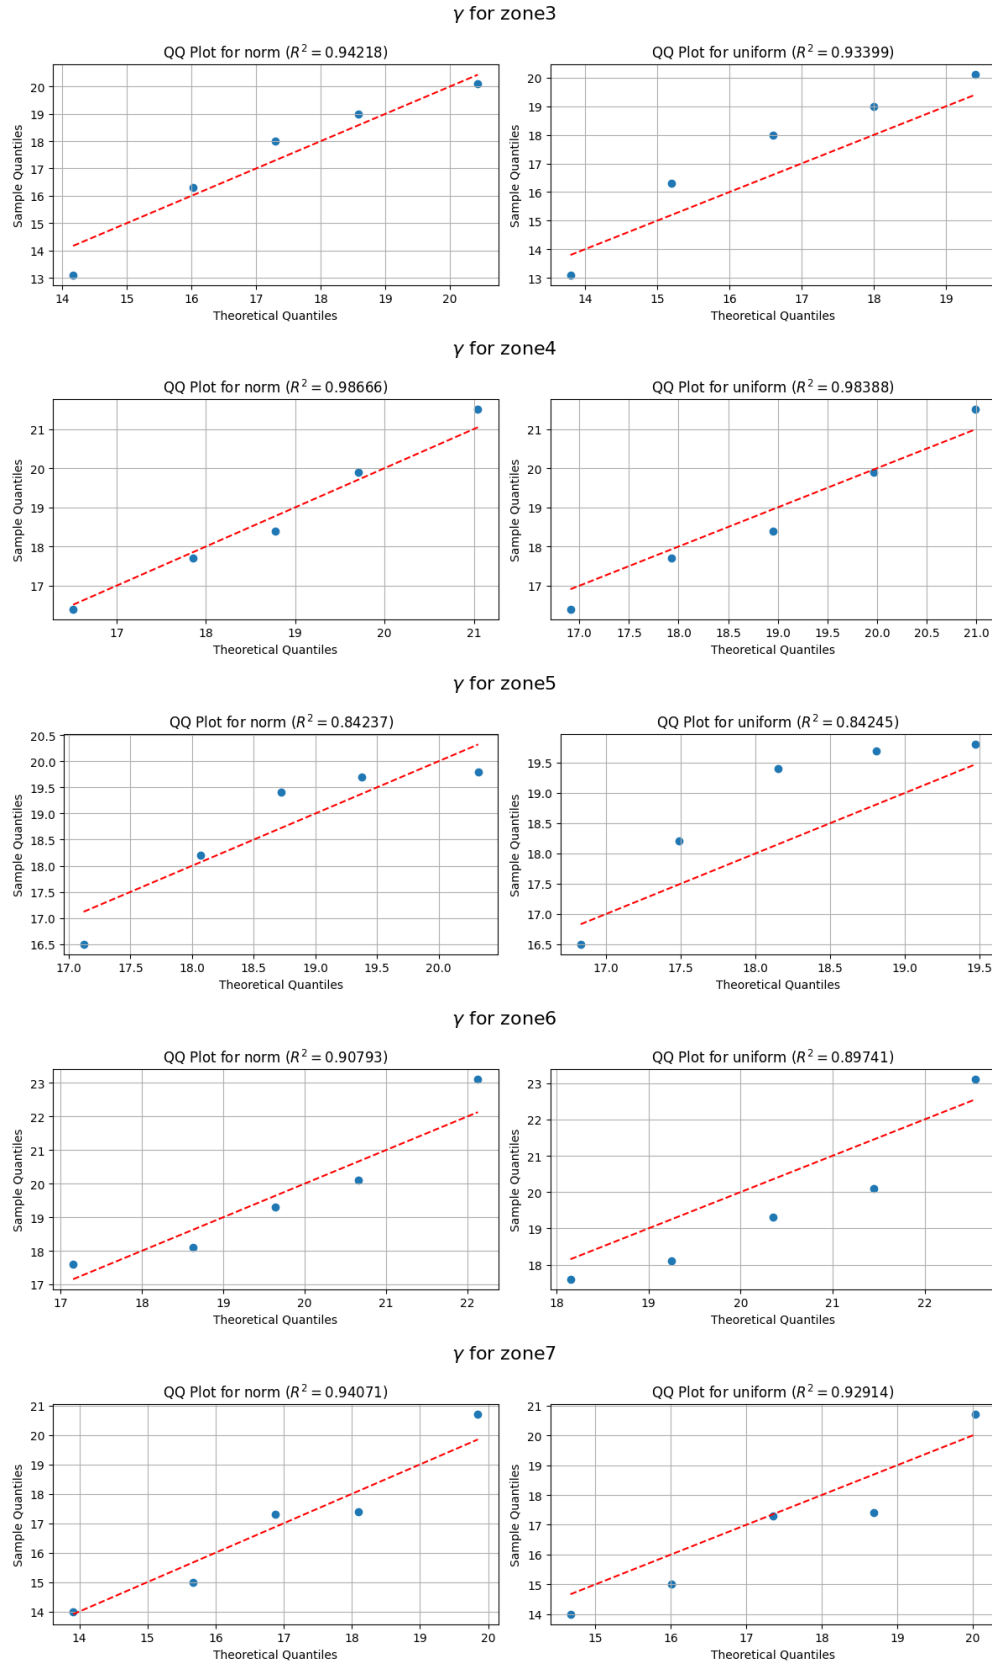 γ for zone3
QQ Plot for norm (R² = 0.94218)
20
19
18
17
16
15
14
13
Sample Quantiles
14 15 16 17 18 19 20
Theoretical Quantiles
QQ Plot for uniform (R² = 0.93399)
20
19
18
17
16
15
14
13
Sample Quantiles
14 15 16 17 18 19
Theoretical Quantiles
γ for zone4
QQ Plot for norm (R² = 0.98666)
21
20
19
18
17
Sample Quantiles
17 18 19 20 21
Theoretical Quantiles
QQ Plot for uniform (R² = 0.98388)
21
20
19
18
17
Sample Quantiles
17.0 17.5 18.0 18.5 19.0 19.5 20.0 20.5 21.0
Theoretical Quantiles
γ for zone5
QQ Plot for norm (R² = 0.84237)
20.5
20.0
19.5
19.0
18.5
18.0
17.5
17.0
16.5
Sample Quantiles
17.0 17.5 18.0 18.5 19.0 19.5 20.0
Theoretical Quantiles
QQ Plot for uniform (R² = 0.84245)
19.5
19.0
18.5
18.0
17.5
17.0
16.5
Sample Quantiles
17.0 17.5 18.0 18.5 19.0 19.5
Theoretical Quantiles
γ for zone6
QQ Plot for norm (R² = 0.90793)
23
22
21
20
19
18
17
Sample Quantiles
17 18 19 20 21 22
Theoretical Quantiles
QQ Plot for uniform (R² = 0.89741)
23
22
21
20
19
18
Sample Quantiles
18 19 20 21 22
Theoretical Quantiles
γ for zone7
QQ Plot for norm (R² = 0.94071)
21
20
19
18
17
16
15
14
Sample Quantiles
14 15 16 17 18 19 20
Theoretical Quantiles
QQ Plot for uniform (R² = 0.92914)
21
20
19
18
17
16
15
14
Sample Quantiles
15 16 17 18 19 20
Theoretical Quantiles